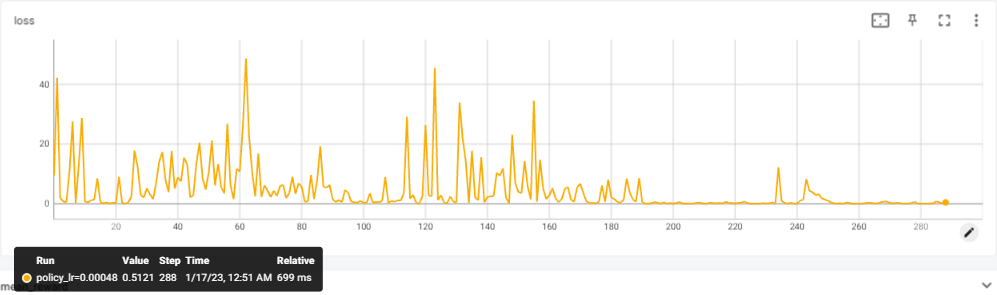 loss
40
20
0
20 40 60 80 100 120 140 160 180 200 220 240 260 280
Run Value Step Time Relative
policy_lr=0.00048 0.5121 288 1/17/23, 12:51 AM 699 ms